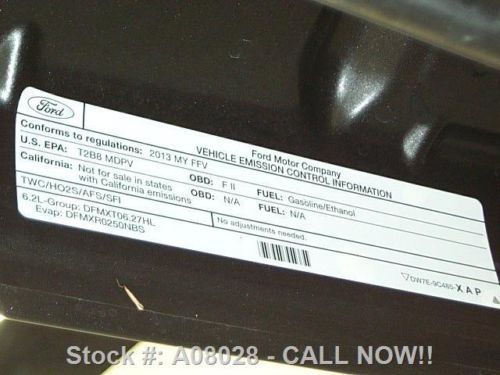 Ford
Ford Motor Company
VEHICLE EMISSION CONTROL INFORMATION
Conforms to regulations: 2013 MY FFV
U.S. EPA: T2B8 MDPV OBD: F II FUEL: Gasoline/Ethanol
California: Not for sale in states with California emissions OBD: N/A FUEL: N/A
TWC/HO2S/AFS/SFI
No adjustments needed.
6.2L-Group: DFMXT06.27HL
Evap: DFMXR0250NBS
DW7E-9C485-XAP
Stock #: A08028 - CALL NOW!!